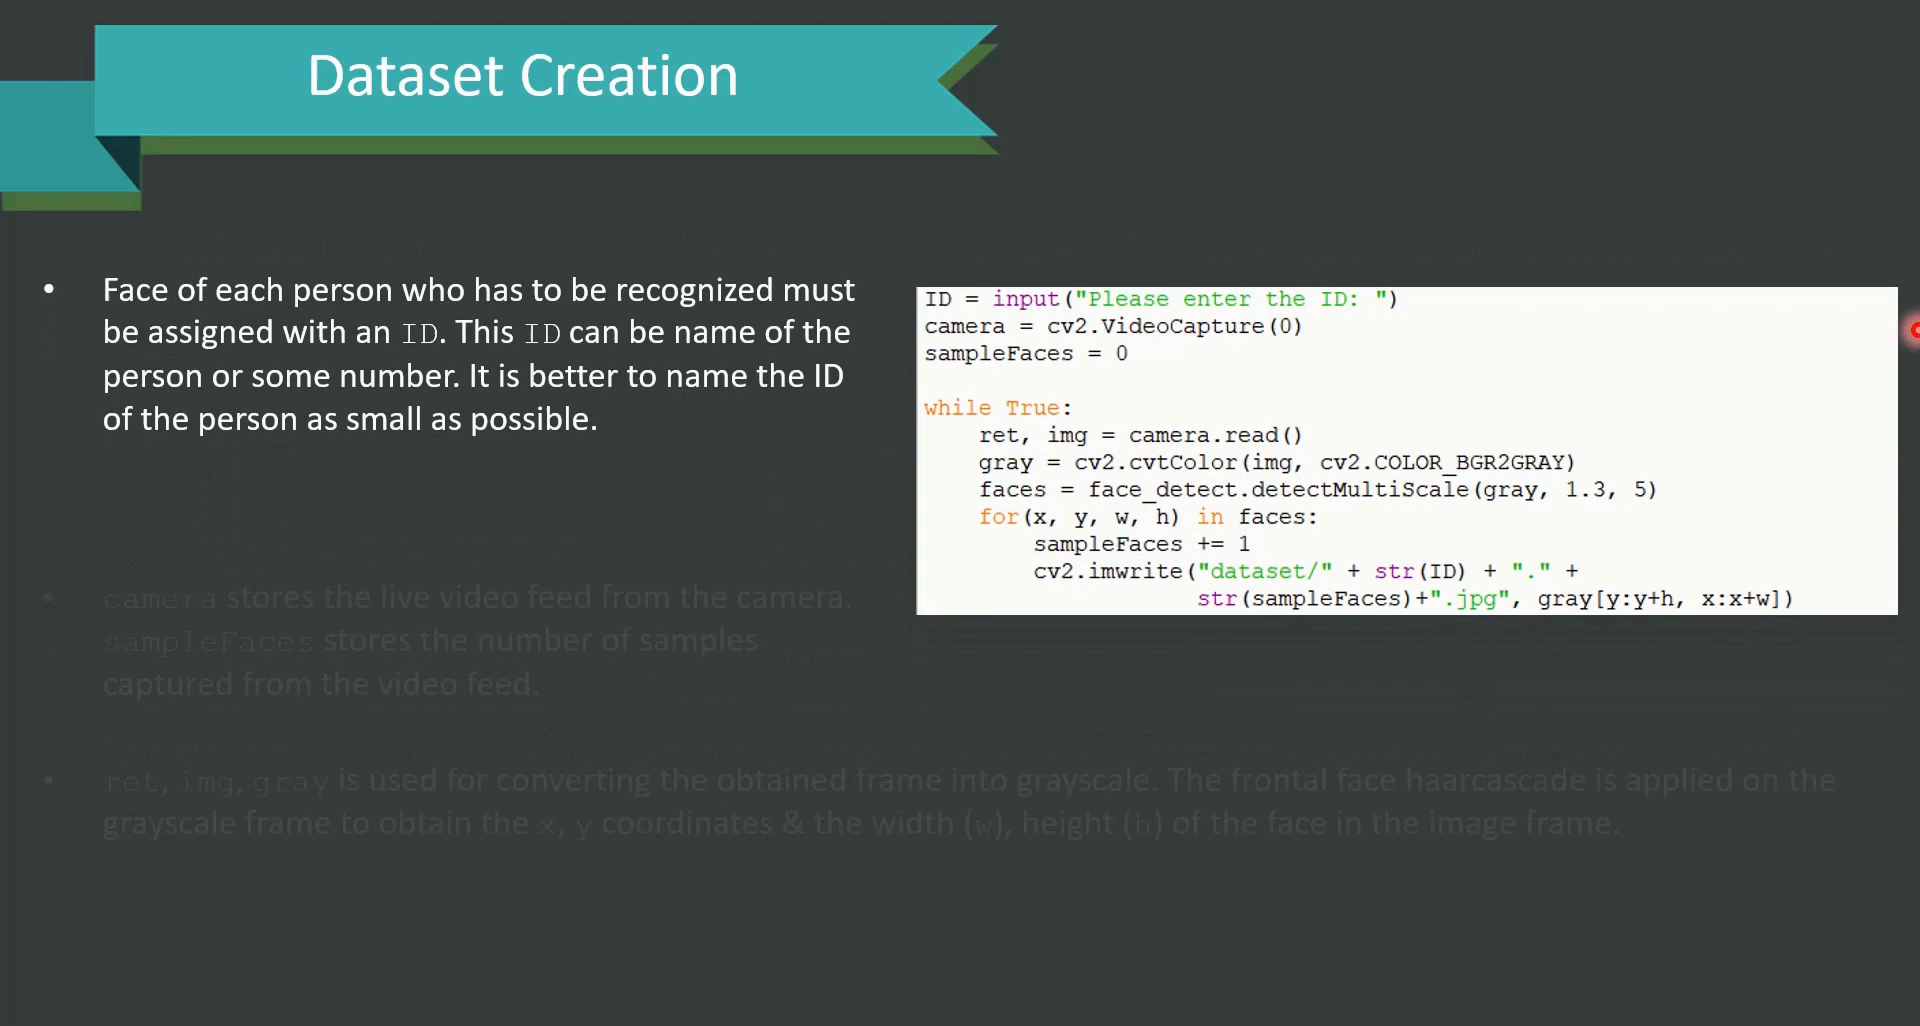 Dataset Creation
• Face of each person who has to be recognized must
be assigned with an ID. This ID can be name of the
person or some number. It is better to name the ID
of the person as small as possible.
ID = input("Please enter the ID: ")
camera = cv2.VideoCapture(0)
sampleFaces = 0
while True:
    ret, img = camera.read()
    gray = cv2.cvtColor(img, cv2.COLOR_BGR2GRAY)
    faces = face_detect.detectMultiScale(gray, 1.3, 5)
    for(x, y, w, h) in faces:
        sampleFaces += 1
        cv2.imwrite("dataset/" + str(ID) + "." +
                    str(sampleFaces)+".jpg", gray[y:y+h, x:x+w])
• camera stores the live video feed from the camera.
sampleFaces stores the number of samples
captured from the video feed.
• ret, img, gray is used for converting the obtained frame into grayscale. The frontal face haarcascade is applied on the
grayscale frame to obtain the x, y coordinates & the width (w), height (h) of the face in the image frame.